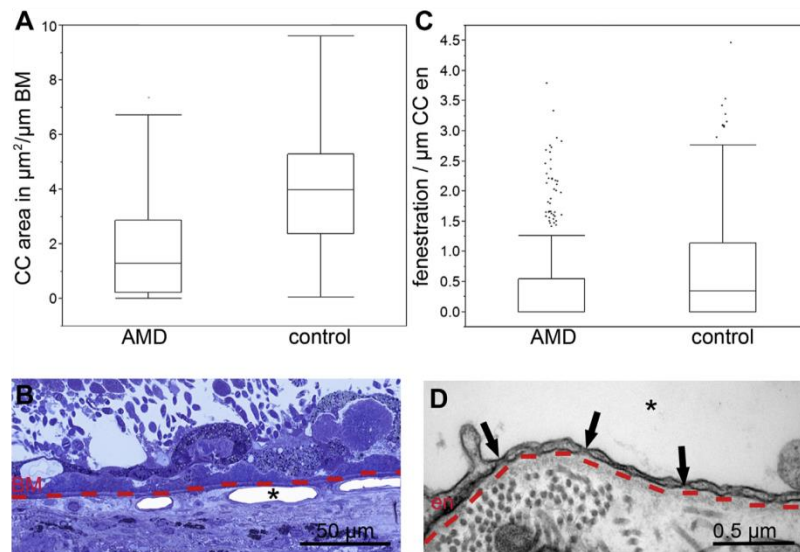 A
CC area in µm²/µm BM
10
8
6
4
2
0
AMD control
C
fenestration / µm CC en
4.5
4.0
3.5
3.0
2.5
2.0
1.5
1.0
0.5
0.0
AMD control
B
BM
*
50 µm
D
*
en
0.5 µm